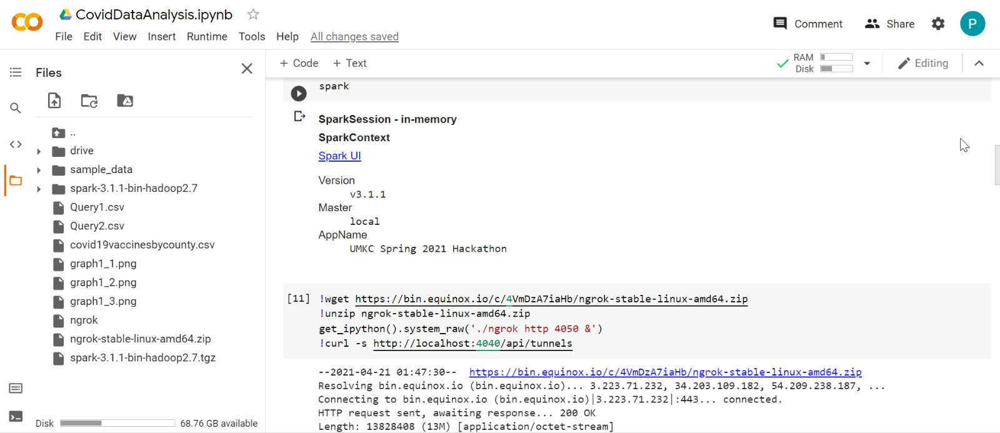 CovidDataAnalysis.ipynb
File Edit View Insert Runtime Tools Help All changes saved
Comment Share P
Files
+ Code + Text
RAM
Disk
Editing
..
drive
sample_data
spark-3.1.1-bin-hadoop2.7
Query1.csv
Query2.csv
covid19vaccinesbycounty.csv
graph1_1.png
graph1_2.png
graph1_3.png
ngrok
ngrok-stable-linux-amd64.zip
spark-3.1.1-bin-hadoop2.7.tgz
Disk 68.76 GB available
spark
SparkSession - in-memory
SparkContext
Spark UI
Version
v3.1.1
Master
local
AppName
UMKC Spring 2021 Hackathon
[11] !wget https://bin.equinox.io/c/4VmDzA7iaHb/ngrok-stable-linux-amd64.zip
!unzip ngrok-stable-linux-amd64.zip
get_ipython().system_raw('./ngrok http 4050 &')
!curl -s http://localhost:4040/api/tunnels
--2021-04-21 01:47:30-- https://bin.equinox.io/c/4VmDzA7iaHb/ngrok-stable-linux-amd64.zip
Resolving bin.equinox.io (bin.equinox.io)... 3.223.71.232, 34.203.109.182, 54.209.238.187, ...
Connecting to bin.equinox.io (bin.equinox.io)|3.223.71.232|:443... connected.
HTTP request sent, awaiting response... 200 OK
Length: 13828408 (13M) [application/octet-stream]